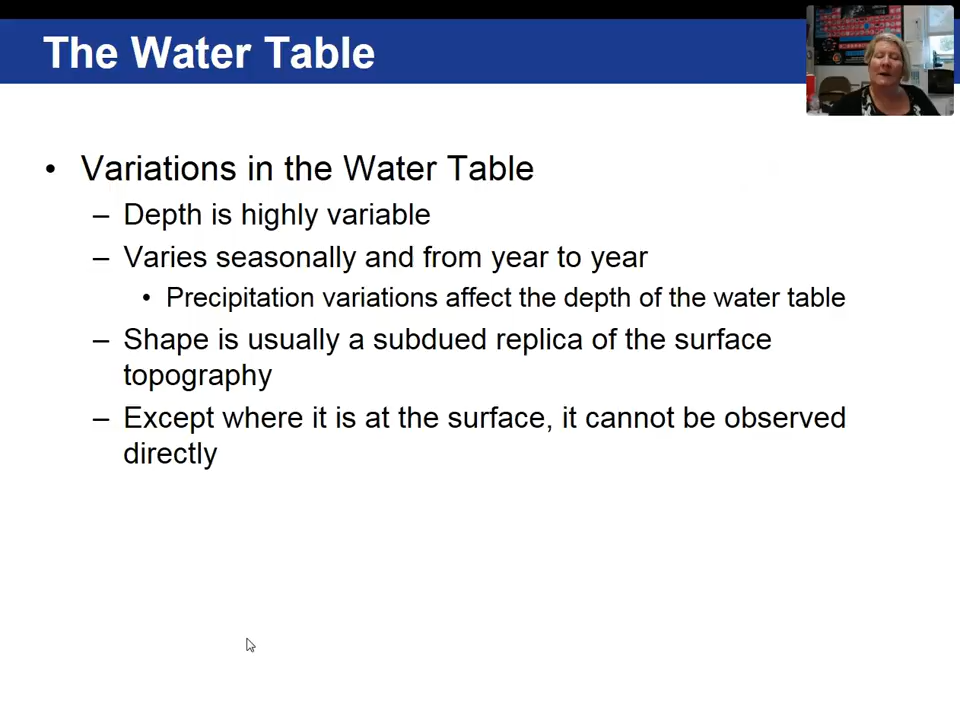 The Water Table
• Variations in the Water Table
– Depth is highly variable
– Varies seasonally and from year to year
• Precipitation variations affect the depth of the water table
– Shape is usually a subdued replica of the surface
topography
– Except where it is at the surface, it cannot be observed
directly